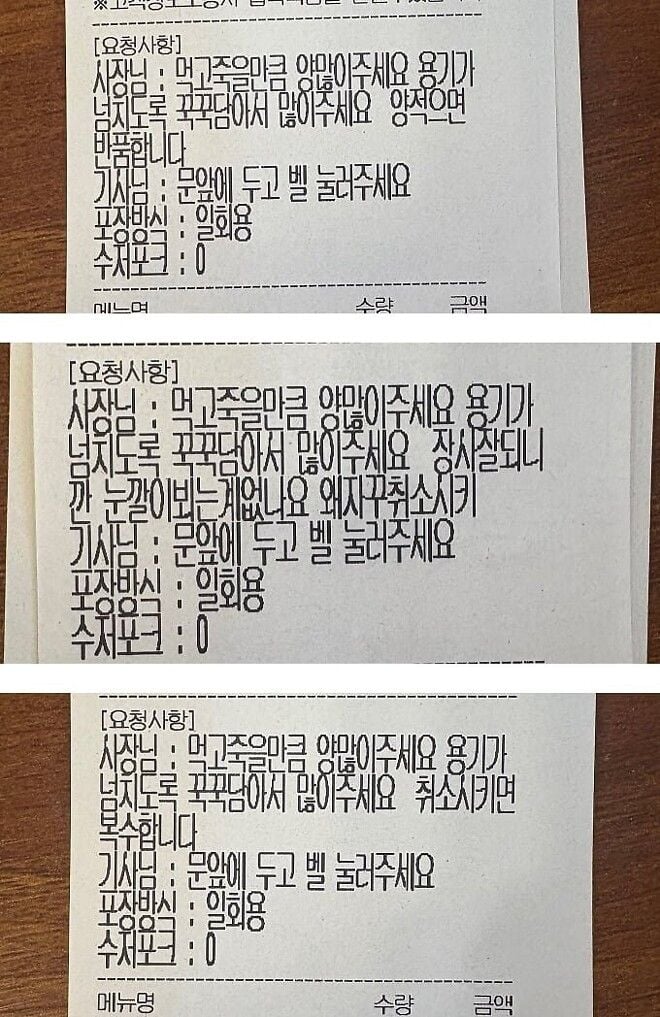 [요청사항]
사장님 : 먹고죽을만큼 양많이주세요 용기가
넘치도록 꾹꾹담아서 많이주세요 양적으면
반품합니다
기사님 : 문앞에 두고 벨 눌러주세요
포장방식 : 일회용
수저포크 : 0
메뉴명 수량 금액
[요청사항]
사장님 : 먹고죽을만큼 양많이주세요 용기가
넘치도록 꾹꾹담아서 많이주세요 장사잘되니
깐 눈깔이뵈는게없나요 왜자꾸취소시키
기사님 : 문앞에 두고 벨 눌러주세요
포장방식 : 일회용
수저포크 : 0
[요청사항]
사장님 : 먹고죽을만큼 양많이주세요 용기가
넘치도록 꾹꾹담아서 많이주세요 취소시키면
복수합니다
기사님 : 문앞에 두고 벨 눌러주세요
포장방식 : 일회용
수저포크 : 0
메뉴명 수량 금액